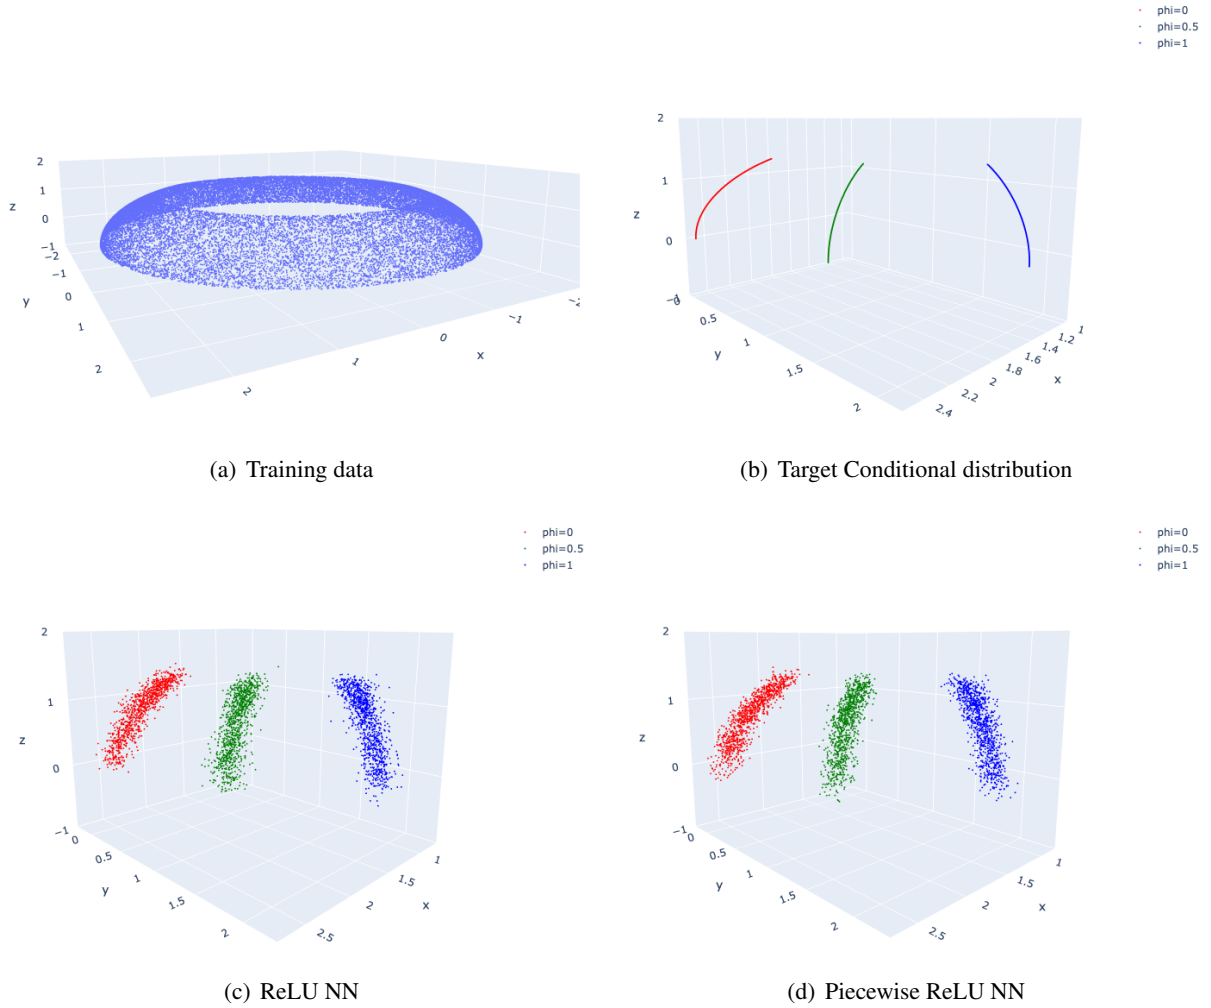 phi=0
phi=0.5
phi=1
2
1
z
0
−1
−2
−1
y
0
1
2
2
1
0
x
−1
−2
2
1
z
0
−1
0
0.5
y
1
1.5
2
2.4
2.2
2
1.8
x
1.6
1.4
1.2
1
(a) Training data
(b) Target Conditional distribution
phi=0
phi=0.5
phi=1
2
1
z
0
−1
0
0.5
y
1
1.5
2
2.5
2
x
1.5
1
phi=0
phi=0.5
phi=1
2
1
z
0
−1
0
0.5
y
1
1.5
2
2.5
2
x
1.5
1
(c) ReLU NN
(d) Piecewise ReLU NN